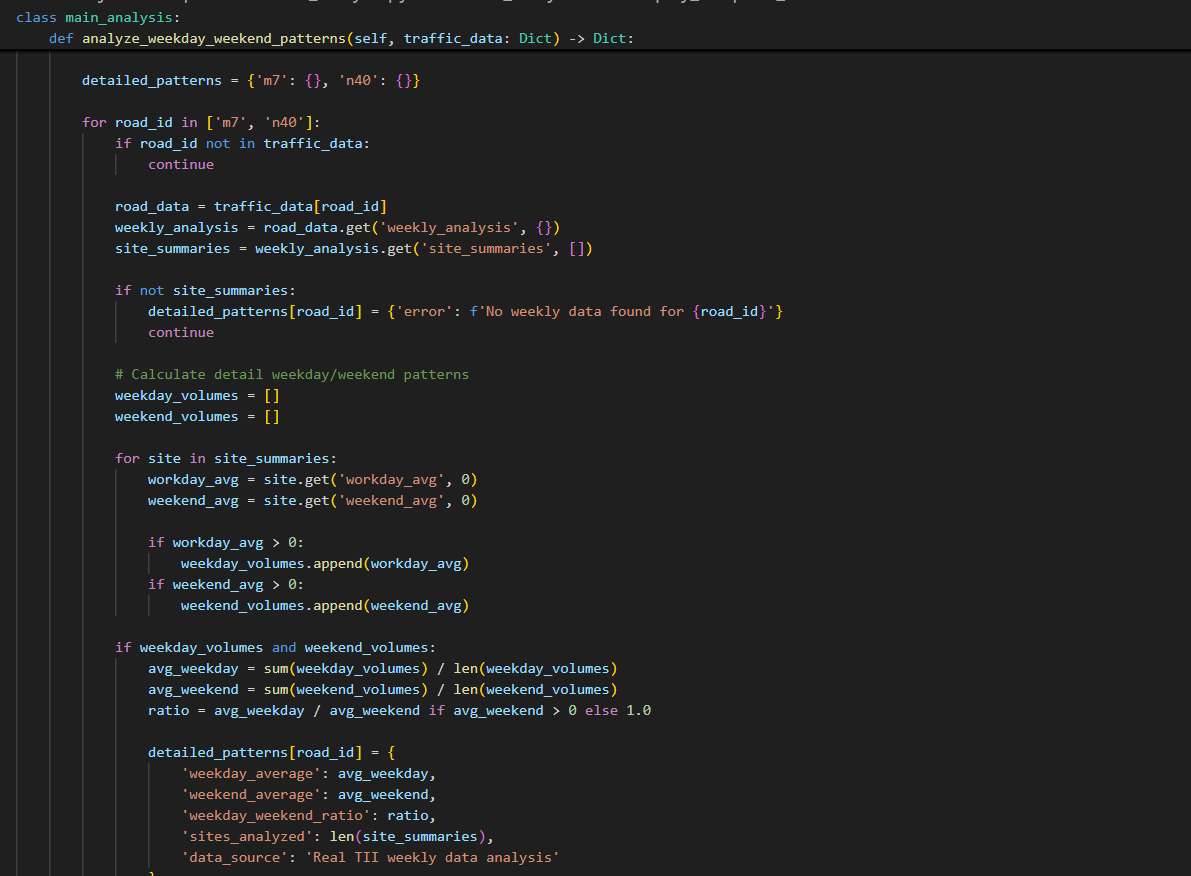 class main_analysis:
    def analyze_weekday_weekend_patterns(self, traffic_data: Dict) -> Dict:
        detailed_patterns = {'m7': {}, 'n40': {}}
        for road_id in ['m7', 'n40']:
            if road_id not in traffic_data:
                continue
            road_data = traffic_data[road_id]
            weekly_analysis = road_data.get('weekly_analysis', {})
            site_summaries = weekly_analysis.get('site_summaries', [])
            if not site_summaries:
                detailed_patterns[road_id] = {'error': f'No weekly data found for {road_id}'}
                continue
            # Calculate detail weekday/weekend patterns
            weekday_volumes = []
            weekend_volumes = []
            for site in site_summaries:
                workday_avg = site.get('workday_avg', 0)
                weekend_avg = site.get('weekend_avg', 0)
                if workday_avg > 0:
                    weekday_volumes.append(workday_avg)
                if weekend_avg > 0:
                    weekend_volumes.append(weekend_avg)
            if weekday_volumes and weekend_volumes:
                avg_weekday = sum(weekday_volumes) / len(weekday_volumes)
                avg_weekend = sum(weekend_volumes) / len(weekend_volumes)
                ratio = avg_weekday / avg_weekend if avg_weekend > 0 else 1.0
                detailed_patterns[road_id] = {
                    'weekday_average': avg_weekday,
                    'weekend_average': avg_weekend,
                    'weekday_weekend_ratio': ratio,
                    'sites_analyzed': len(site_summaries),
                    'data_source': 'Real TII weekly data analysis'